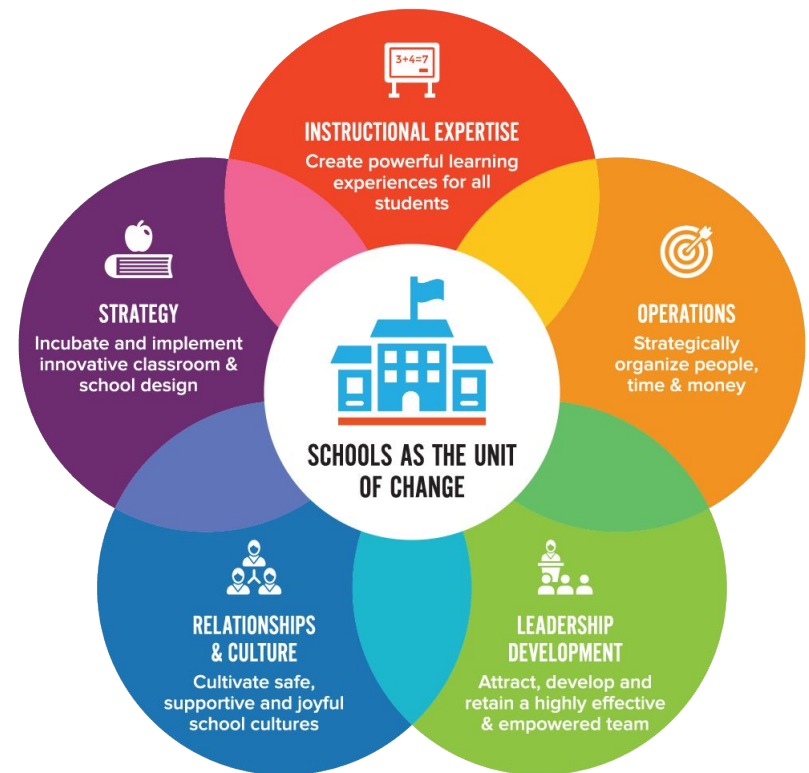 3+4=7
INSTRUCTIONAL EXPERTISE
Create powerful learning
experiences for all
students
STRATEGY
Incubate and implement
innovative classroom &
school design
OPERATIONS
Strategically
organize people,
time & money
SCHOOLS AS THE UNIT
OF CHANGE
RELATIONSHIPS
& CULTURE
Cultivate safe,
supportive and joyful
school cultures
LEADERSHIP
DEVELOPMENT
Attract, develop and
retain a highly effective
& empowered team